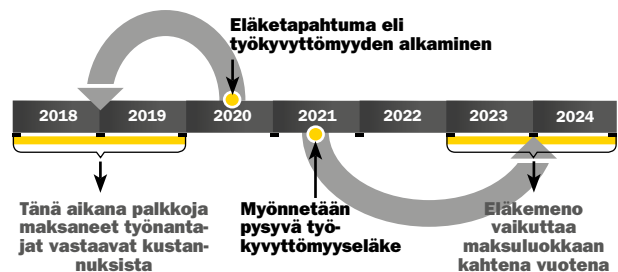 Eläketapahtuma eli
työkyvyttömyyden alkaminen
2018 2019 2020 2021 2022 2023 2024
Tänä aikana palkkoja
maksaneet työnanta-
jat vastaavat kustan-
nuksista
Myönnetään
pysyvä työ-
kyvyttömyyseläke
Eläkemeno
vaikuttaa
maksuluokkaan
kahtena vuotena